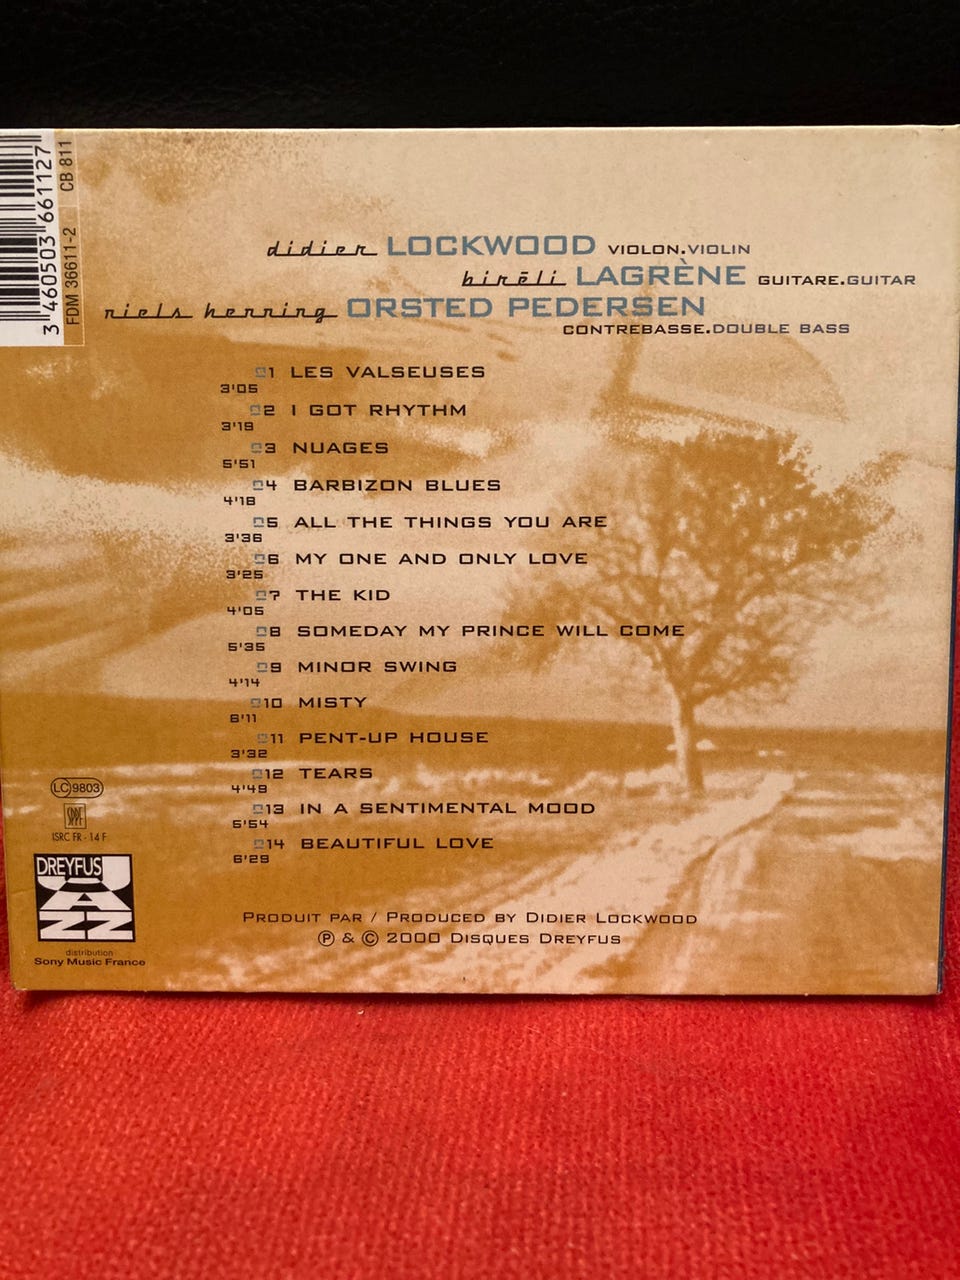 3 460503 661127
FDM 36611-2 CB 811
didier LOCKWOOD VIOLON.VIOLIN
biréli LAGRÈNE GUITARE.GUITAR
niels henning ORSTED PEDERSEN
CONTREBASSE.DOUBLE BASS
01 LES VALSEUSES
3'05
02 I GOT RHYTHM
3'19
03 NUAGES
5'51
04 BARBIZON BLUES
4'18
05 ALL THE THINGS YOU ARE
3'36
06 MY ONE AND ONLY LOVE
3'25
07 THE KID
4'05
08 SOMEDAY MY PRINCE WILL COME
5'35
09 MINOR SWING
4'14
010 MISTY
6'11
011 PENT-UP HOUSE
3'32
012 TEARS
4'49
013 IN A SENTIMENTAL MOOD
5'54
014 BEAUTIFUL LOVE
6'29
LC 9803
SPPF
ISRC FR - 14 F
DREYFUS
JAZZ
distribution
Sony Music France
PRODUIT PAR / PRODUCED BY DIDIER LOCKWOOD
Ⓟ & © 2000 DISQUES DREYFUS